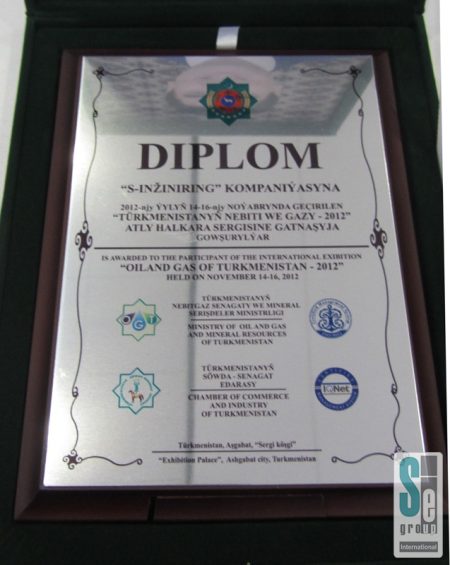 DIPLOM
"S-INŽINIRING" KOMPANIÝASYNA
2012-njy ÝYLYŇ 14-16-njy NOÝABRYNDA GEÇIRILEN
"TÜRKMENISTANYŇ NEBITI WE GAZY - 2012"
ATLY HALKARA SERGISINE GATNAŞYJA
GOWŞURYLÝAR
IS AWARDED TO THE PARTICIPANT OF THE INTERNATIONAL EXIBITION
"OILAND GAS OF TURKMENISTAN - 2012"
HELD ON NOVEMBER 14-16, 2012
TÜRKMENISTANYŇ
NEBITGAZ SENAGATY WE MINERAL
SERIŞDELER MINISTRLIGI
MINISTRY OF OIL AND GAS
AND MINERAL RESOURCES
OF TURKMENISTAN
OGT
TÜRKMENISTANYŇ
SÖWDA - SENAGAT
EDARASY
CHAMBER OF COMMERCE
AND INDUSTRY
OF TURKMENISTAN
IQNet
Türkmenistan, Aşgabat, "Sergi köşgi"
"Exhibition Palace", Ashgabat city, Turkmenistan
Se
group
International